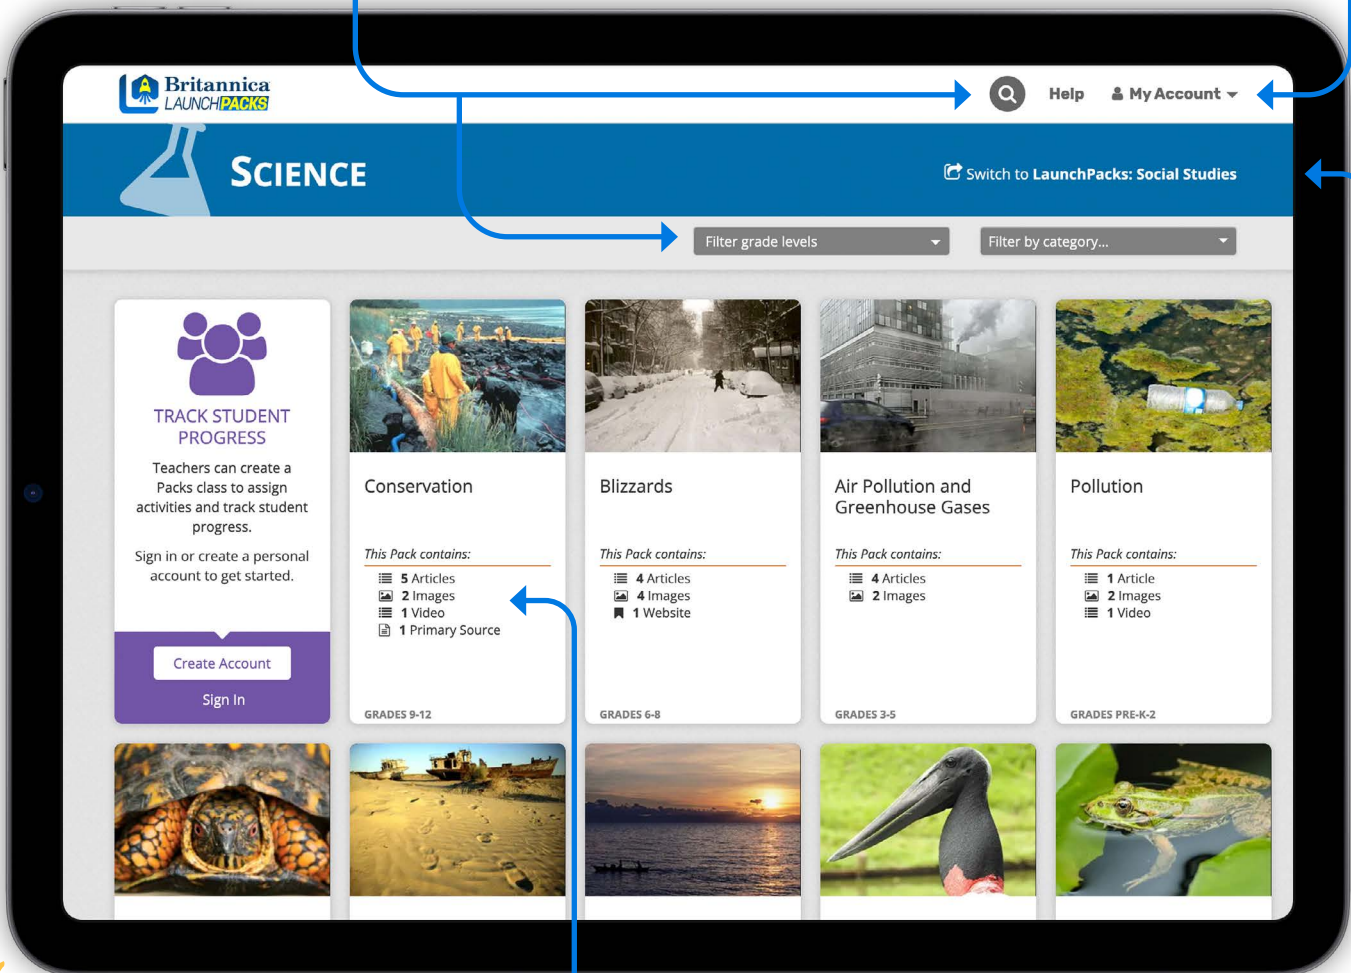 Britannica
LAUNCHPACKS
Help
My Account
SCIENCE
Switch to LaunchPacks: Social Studies
Filter grade levels
Filter by category...
TRACK STUDENT
PROGRESS
Teachers can create a
Packs class to assign
activities and track student
progress.
Sign in or create a personal
account to get started.
Create Account
Sign In
Conservation
This Pack contains:
5 Articles
2 Images
1 Video
1 Primary Source
GRADES 9-12
Blizzards
This Pack contains:
4 Articles
4 Images
1 Website
GRADES 6-8
Air Pollution and
Greenhouse Gases
This Pack contains:
4 Articles
2 Images
GRADES 3-5
Pollution
This Pack contains:
1 Article
2 Images
1 Video
GRADES PRE-K-2